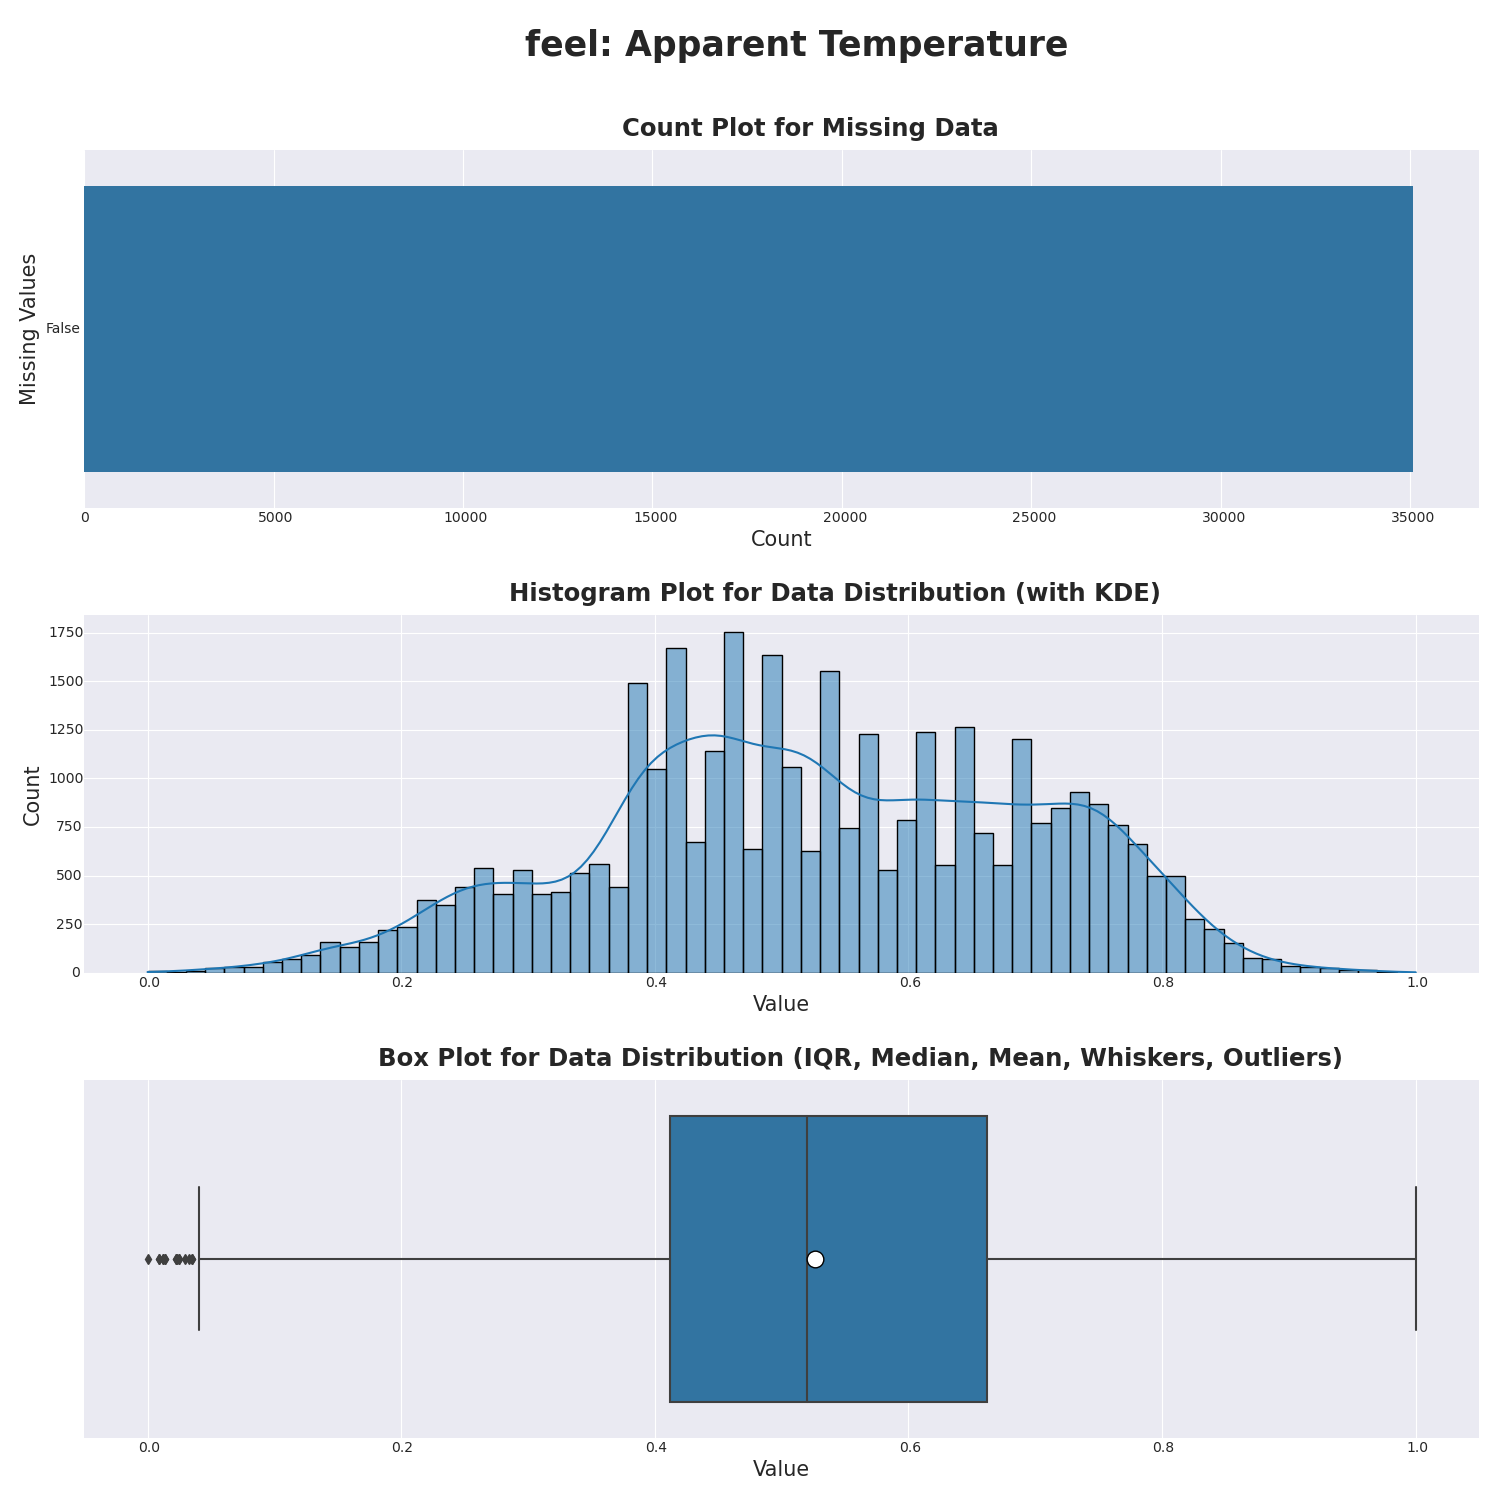 feel: Apparent Temperature
Count Plot for Missing Data
Missing Values
False
0 5000 10000 15000 20000 25000 30000 35000
Count
Histogram Plot for Data Distribution (with KDE)
Count
1750
1500
1250
1000
750
500
250
0
0.0 0.2 0.4 0.6 0.8 1.0
Value
Box Plot for Data Distribution (IQR, Median, Mean, Whiskers, Outliers)
0.0 0.2 0.4 0.6 0.8 1.0
Value